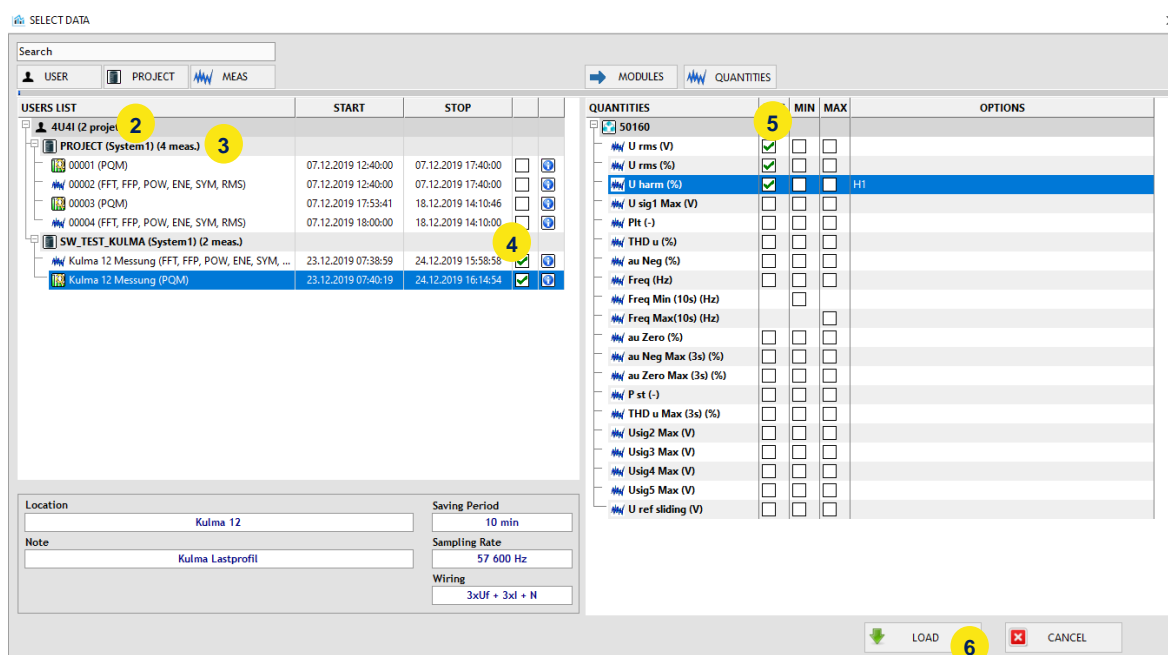 SELECT DATA
Search
USER PROJECT MEAS MODULES QUANTITIES
USERS LIST START STOP
4U4I (2 proje 2
PROJECT (System1) (4 meas.) 3
00001 (PQM) 07.12.2019 12:40:00 07.12.2019 17:40:00
00002 (FFT, FFP, POW, ENE, SYM, RMS) 07.12.2019 12:40:00 07.12.2019 17:40:00
00003 (PQM) 07.12.2019 17:53:41 18.12.2019 14:10:46
00004 (FFT, FFP, POW, ENE, SYM, RMS) 07.12.2019 18:00:00 18.12.2019 14:10:00
SW_TEST_KULMA (System1) (2 meas.) 4
Kulma 12 Messung (FFT, FFP, POW, ENE, SYM, ... 23.12.2019 07:38:59 24.12.2019 15:58:58
Kulma 12 Messung (PQM) 23.12.2019 07:40:19 24.12.2019 16:14:54
Location
Kulma 12
Note
Kulma Lastprofil
Saving Period
10 min
Sampling Rate
57 600 Hz
Wiring
3xUf + 3xI + N
QUANTITIES MIN MAX OPTIONS
50160 5
U rms (V)
U rms (%)
U harm (%) H1
U sig1 Max (V)
Plt (-)
THD u (%)
au Neg (%)
Freq (Hz)
Freq Min (10s) (Hz)
Freq Max(10s) (Hz)
au Zero (%)
au Neg Max (3s) (%)
au Zero Max (3s) (%)
P st (-)
THD u Max (3s) (%)
Usig2 Max (V)
Usig3 Max (V)
Usig4 Max (V)
Usig5 Max (V)
U ref sliding (V)
LOAD 6 CANCEL